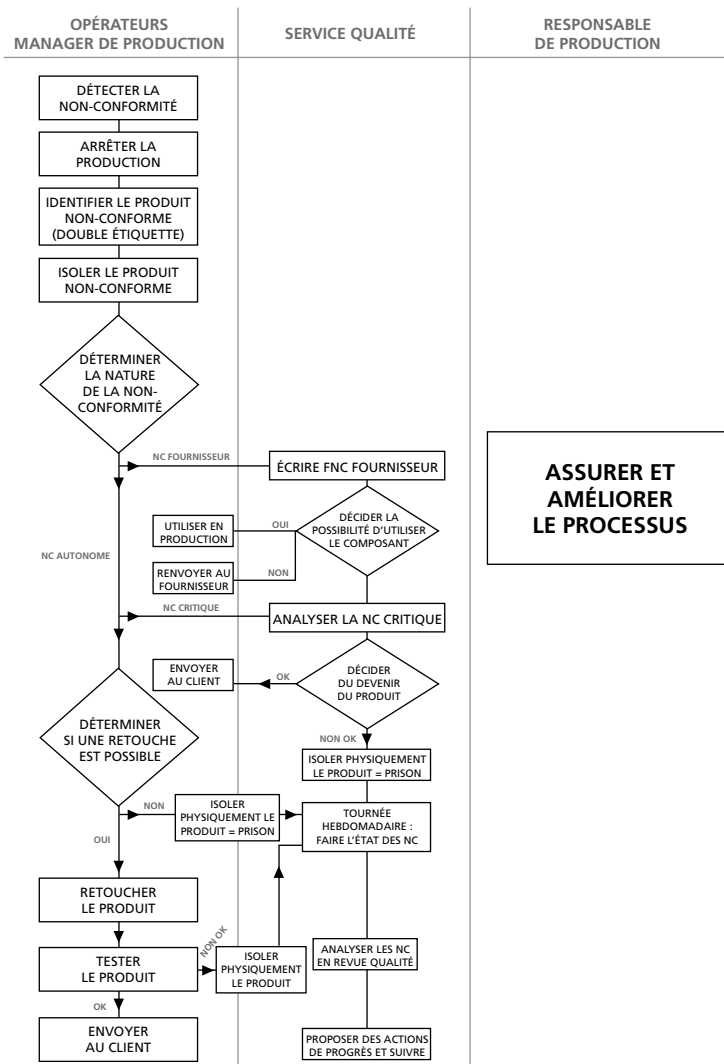 OPÉRATEURS
MANAGER DE PRODUCTION
SERVICE QUALITÉ
RESPONSABLE
DE PRODUCTION
DÉTECTER LA
NON-CONFORMITÉ
ARRÊTER LA
PRODUCTION
IDENTIFIER LE PRODUIT
NON-CONFORME
(DOUBLE ÉTIQUETTE)
ISOLER LE PRODUIT
NON-CONFORME
DÉTERMINER
LA NATURE
DE LA NON-
CONFORMITÉ
NC FOURNISSEUR
ÉCRIRE FNC FOURNISSEUR
ASSURER ET
AMÉLIORER
LE PROCESSUS
UTILISER EN
PRODUCTION
OUI
DÉCIDER LA
POSSIBILITÉ D'UTILISER
LE COMPOSANT
NC AUTONOME
RENVOYER AU
FOURNISSEUR
NON
NC CRITIQUE
ANALYSER LA NC CRITIQUE
ENVOYER
AU CLIENT
OK
DÉCIDER
DU DEVENIR
DU PRODUIT
DÉTERMINER
SI UNE RETOUCHE
EST POSSIBLE
NON OK
ISOLER PHYSIQUEMENT
LE PRODUIT = PRISON
NON
ISOLER
PHYSIQUEMENT LE
PRODUIT = PRISON
TOURNÉE
HEBDOMADAIRE :
FAIRE L'ÉTAT DES NC
OUI
RETOUCHER
LE PRODUIT
NON OK
TESTER
LE PRODUIT
ISOLER
PHYSIQUEMENT
LE PRODUIT
ANALYSER LES NC
EN REVUE QUALITÉ
OK
ENVOYER
AU CLIENT
PROPOSER DES ACTIONS
DE PROGRÈS ET SUIVRE